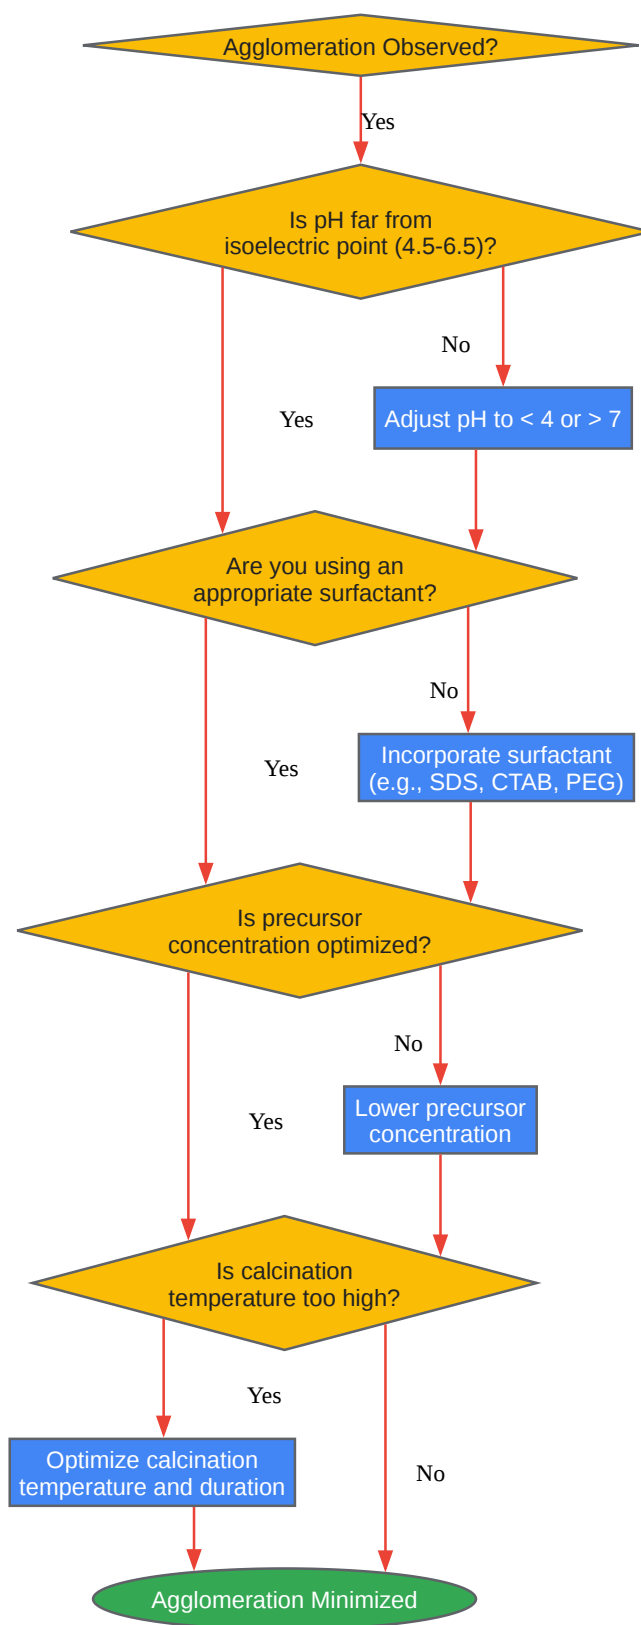 Agglomeration Observed?
Yes
Is pH far from
isoelectric point (4.5-6.5)?
No
Adjust pH to < 4 or > 7
Yes
Are you using an
appropriate surfactant?
No
Incorporate surfactant
(e.g., SDS, CTAB, PEG)
Yes
Is precursor
concentration optimized?
No
Lower precursor
concentration
Yes
Is calcination
temperature too high?
Yes
Optimize calcination
temperature and duration
No
Agglomeration Minimized